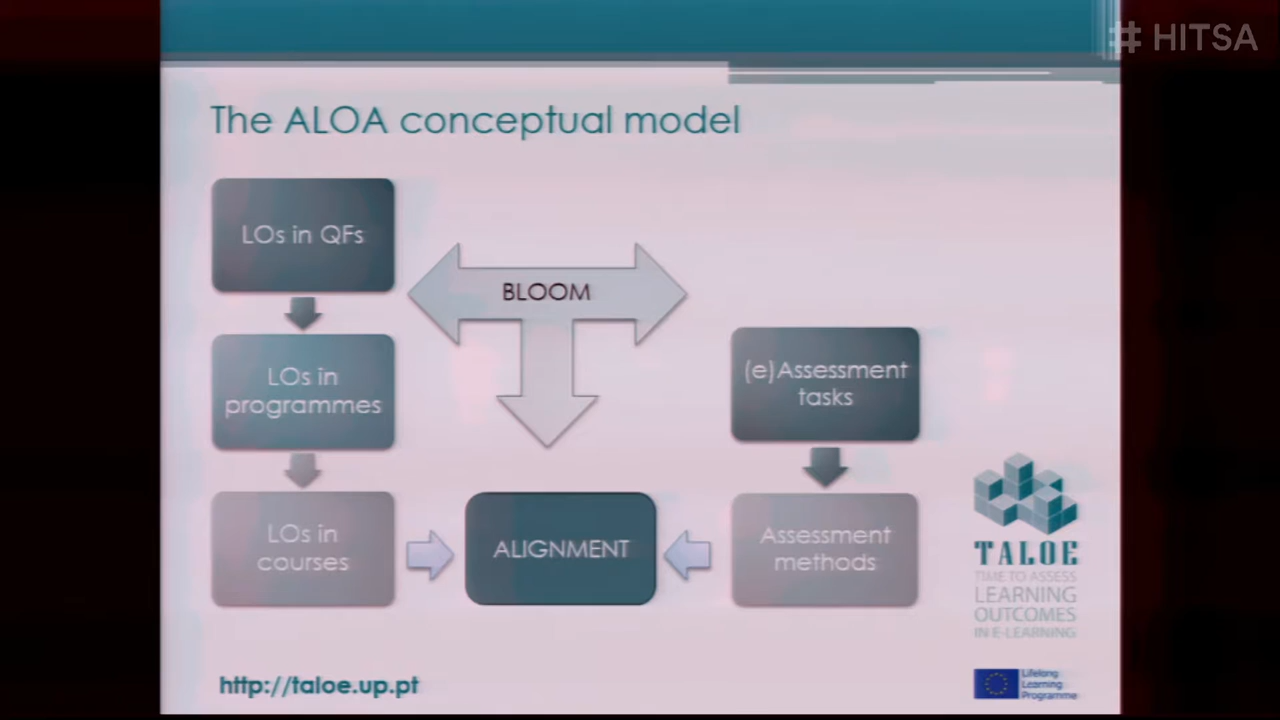 # HITSA
The ALOA conceptual model
LOs in QFs
BLOOM
LOs in
programmes
(e)Assessment
tasks
LOs in
courses
ALIGNMENT
Assessment
methods
TALOE
TIME TO ASSESS
LEARNING
OUTCOMES
IN E-LEARNING
http://taloe.up.pt
Lifelong
Learning
Programme